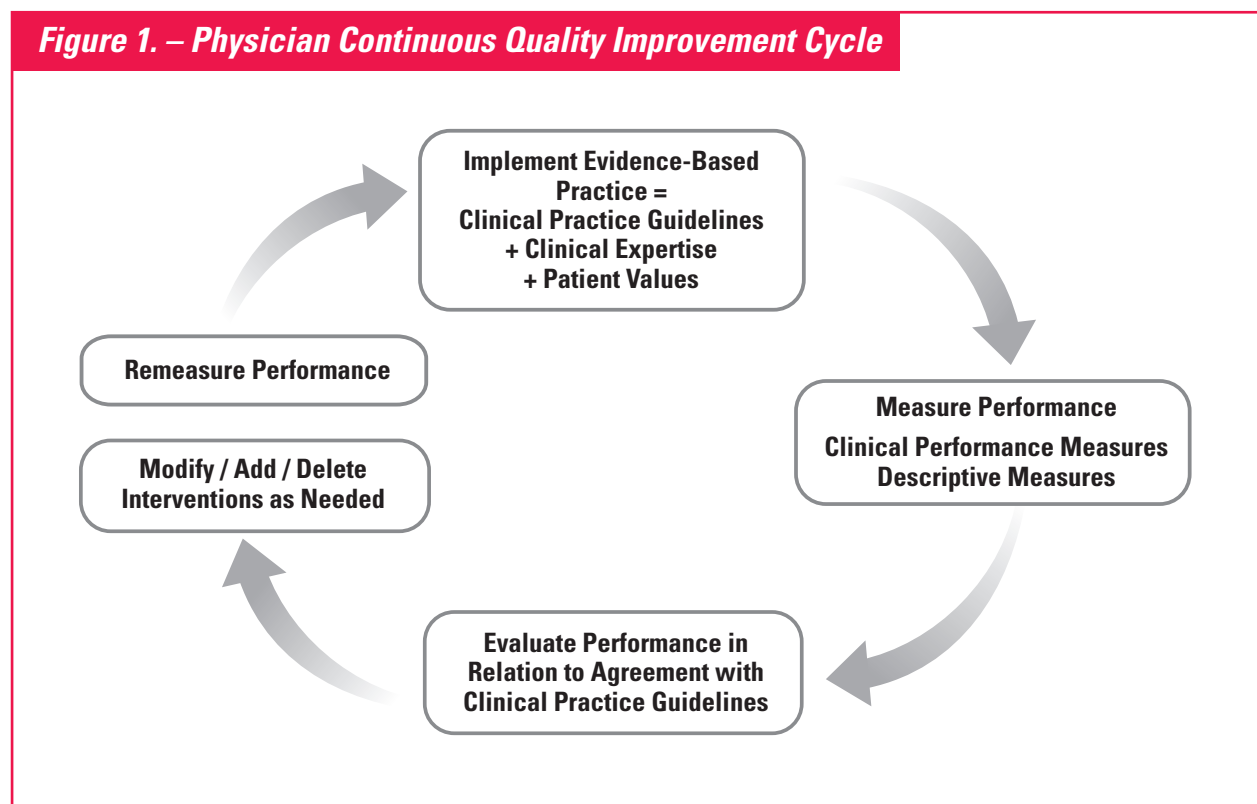 Figure 1. – Physician Continuous Quality Improvement Cycle
Implement Evidence-Based
Practice =
Clinical Practice Guidelines
+ Clinical Expertise
+ Patient Values
Measure Performance
Clinical Performance Measures
Descriptive Measures
Evaluate Performance in
Relation to Agreement with
Clinical Practice Guidelines
Modify / Add / Delete
Interventions as Needed
Remeasure Performance